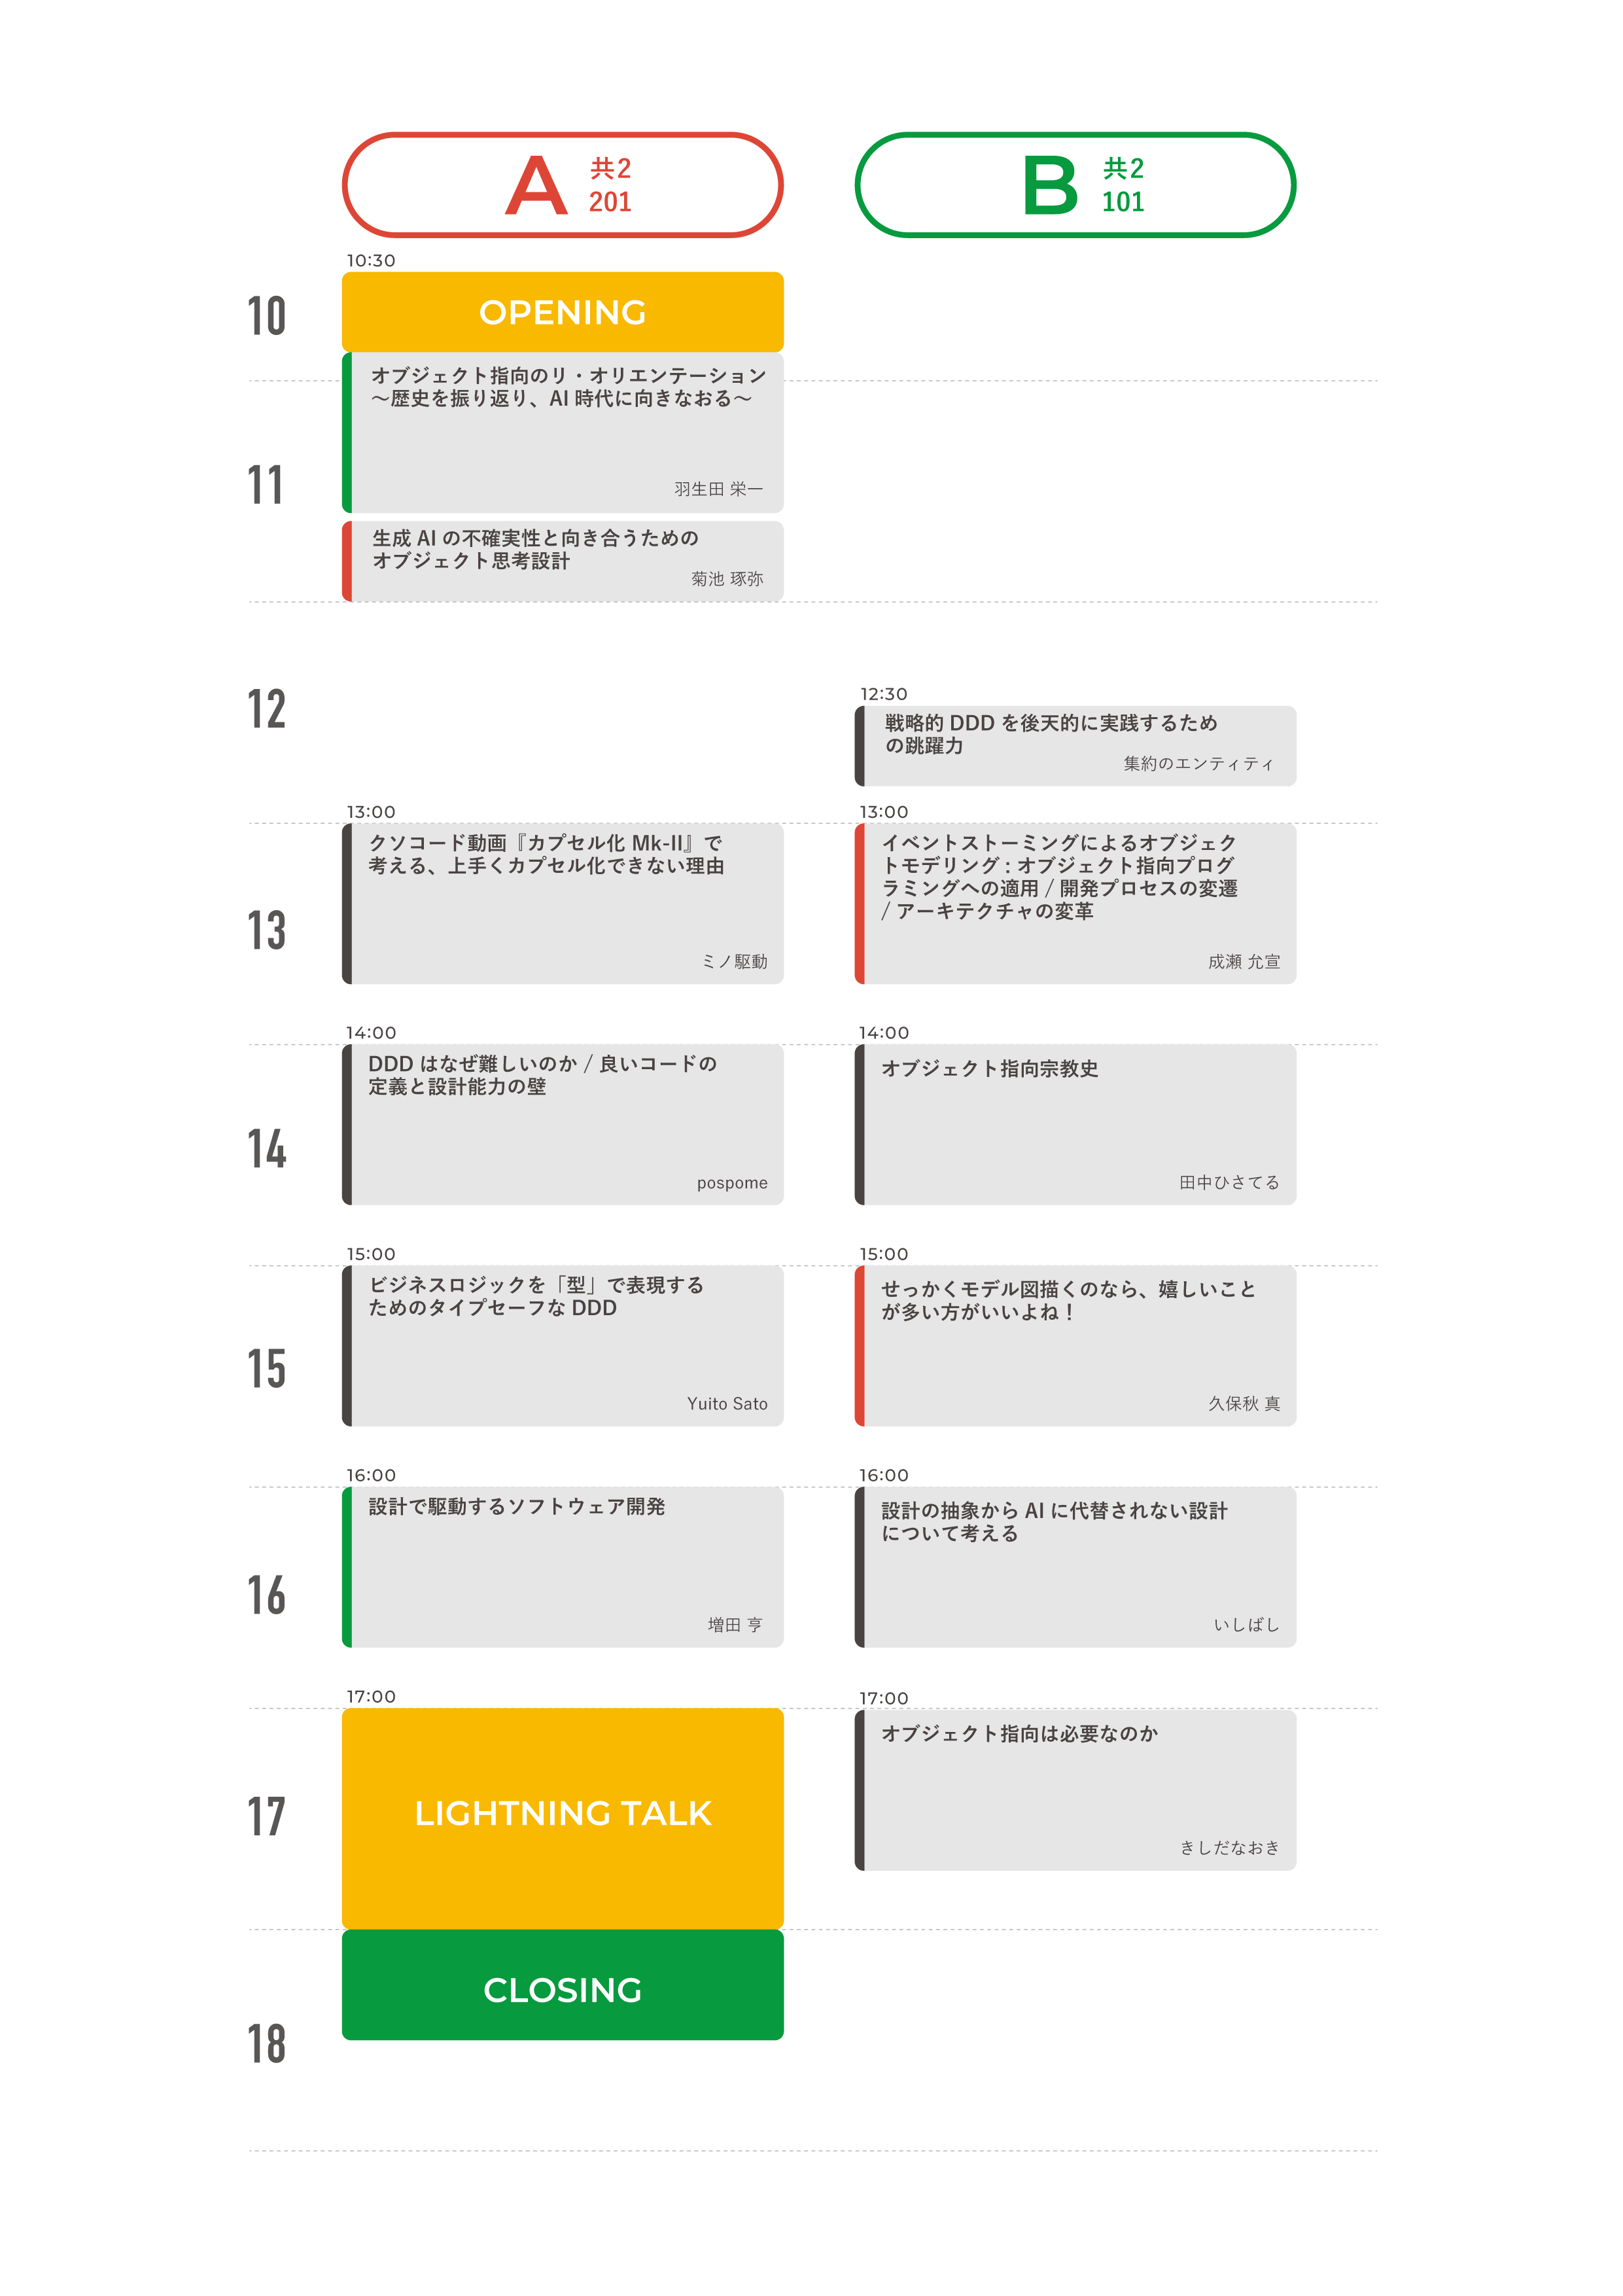 A 共2
201
B 共2
101
10:30
10
OPENING
オブジェクト指向のリ・オリエンテーション
～歴史を振り返り、AI 時代に向きなおる～
11
羽生田 栄一
生成 AI の不確実性と向き合うための
オブジェクト思考設計
菊池 琢弥
12
12:30
戦略的 DDD を後天的に実践するため
の跳躍力
集約のエンティティ
13:00
クソコード動画『カプセル化 Mk-II』で
考える、上手くカプセル化できない理由
ミノ駆動
13:00
イベントストーミングによるオブジェク
トモデリング : オブジェクト指向プログ
ラミングへの適用 / 開発プロセスの変遷
/ アーキテクチャの変革
成瀬 允宣
13
14:00
DDD はなぜ難しいのか / 良いコードの
定義と設計能力の壁
pospome
14:00
オブジェクト指向宗教史
田中ひさてる
14
15:00
ビジネスロジックを「型」で表現する
ためのタイプセーフな DDD
Yuito Sato
15:00
せっかくモデル図描くのなら、嬉しいこと
が多い方がいいよね！
久保秋 真
15
16:00
設計で駆動するソフトウェア開発
増田 亨
16:00
設計の抽象から AI に代替されない設計
について考える
いしばし
16
17:00
LIGHTNING TALK
17:00
オブジェクト指向は必要なのか
きしだなおき
17
CLOSING
18